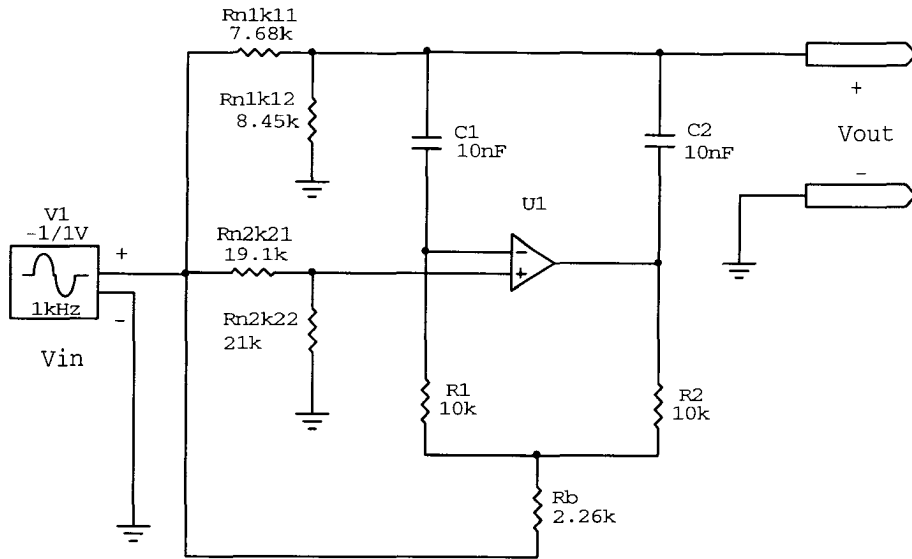 Rn1k11
7.68k
Rn1k12
8.45k
C1
10nF
C2
10nF
+
Vout
-
U1
V1
-1/1V
+
1kHz
-
Vin
Rn2k21
19.1k
-
+
Rn2k22
21k
R1
10k
R2
10k
Rb
2.26k